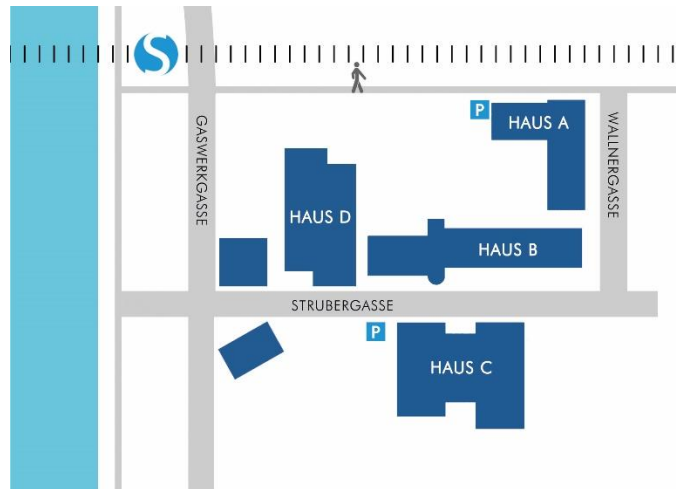 S
P
HAUS A
GASWERKGASSE
WALLNERGASSE
HAUS D
HAUS B
STRUBERGASSE
P
HAUS C